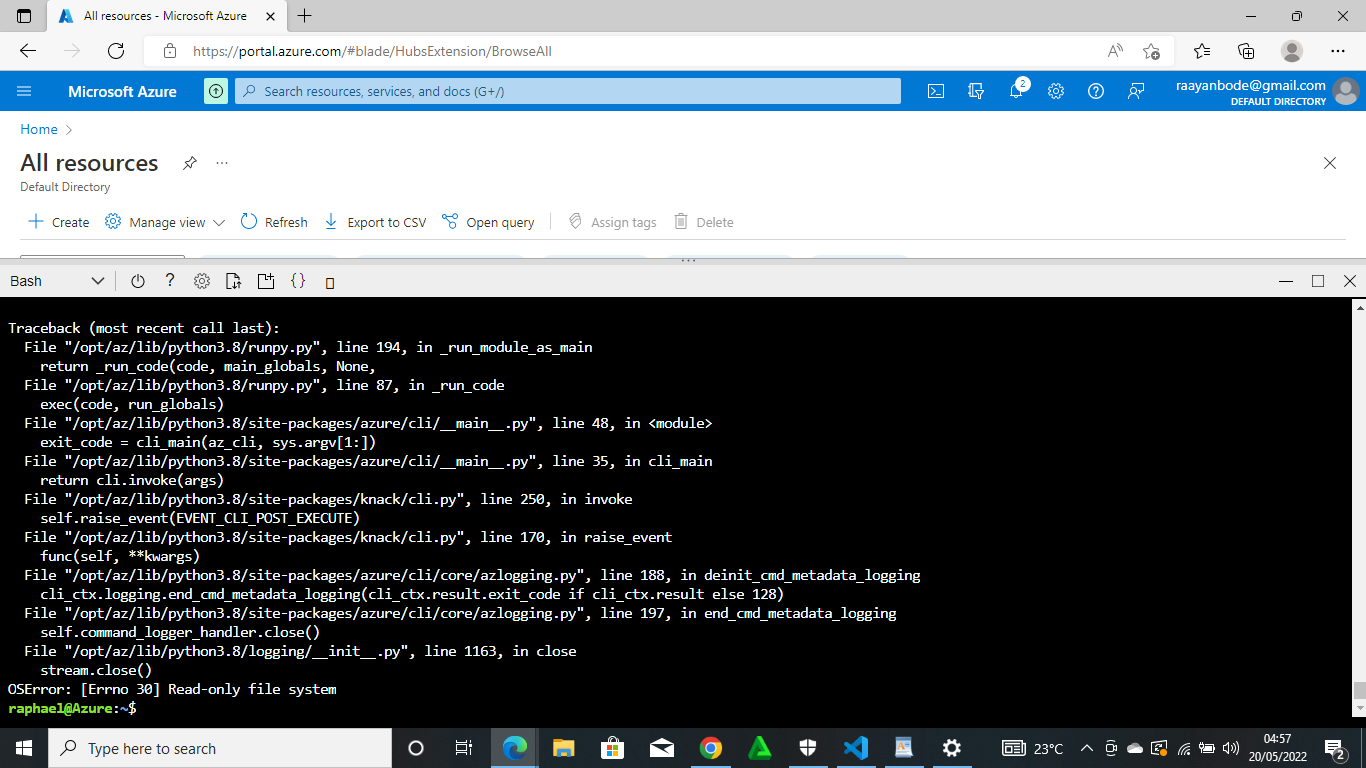 All resources - Microsoft Azure
https://portal.azure.com/#blade/HubsExtension/BrowseAll
Microsoft Azure
Search resources, services, and docs (G+/)
2
raayanbode@gmail.com
DEFAULT DIRECTORY
Home
All resources
Default Directory
Create
Manage view
Refresh
Export to CSV
Open query
Assign tags
Delete
Bash
Traceback (most recent call last):
  File "/opt/az/lib/python3.8/runpy.py", line 194, in _run_module_as_main
    return _run_code(code, main_globals, None,
  File "/opt/az/lib/python3.8/runpy.py", line 87, in _run_code
    exec(code, run_globals)
  File "/opt/az/lib/python3.8/site-packages/azure/cli/__main__.py", line 48, in <module>
    exit_code = cli_main(az_cli, sys.argv[1:])
  File "/opt/az/lib/python3.8/site-packages/azure/cli/__main__.py", line 35, in cli_main
    return cli.invoke(args)
  File "/opt/az/lib/python3.8/site-packages/knack/cli.py", line 250, in invoke
    self.raise_event(EVENT_CLI_POST_EXECUTE)
  File "/opt/az/lib/python3.8/site-packages/knack/cli.py", line 170, in raise_event
    func(self, **kwargs)
  File "/opt/az/lib/python3.8/site-packages/azure/cli/core/azlogging.py", line 188, in deinit_cmd_metadata_logging
    cli_ctx.logging.end_cmd_metadata_logging(cli_ctx.result.exit_code if cli_ctx.result else 128)
  File "/opt/az/lib/python3.8/site-packages/azure/cli/core/azlogging.py", line 197, in end_cmd_metadata_logging
    self.command_logger_handler.close()
  File "/opt/az/lib/python3.8/logging/__init__.py", line 1163, in close
    stream.close()
OSError: [Errno 30] Read-only file system
raphael@Azure:~$
Type here to search
23°C
04:57
20/05/2022
2